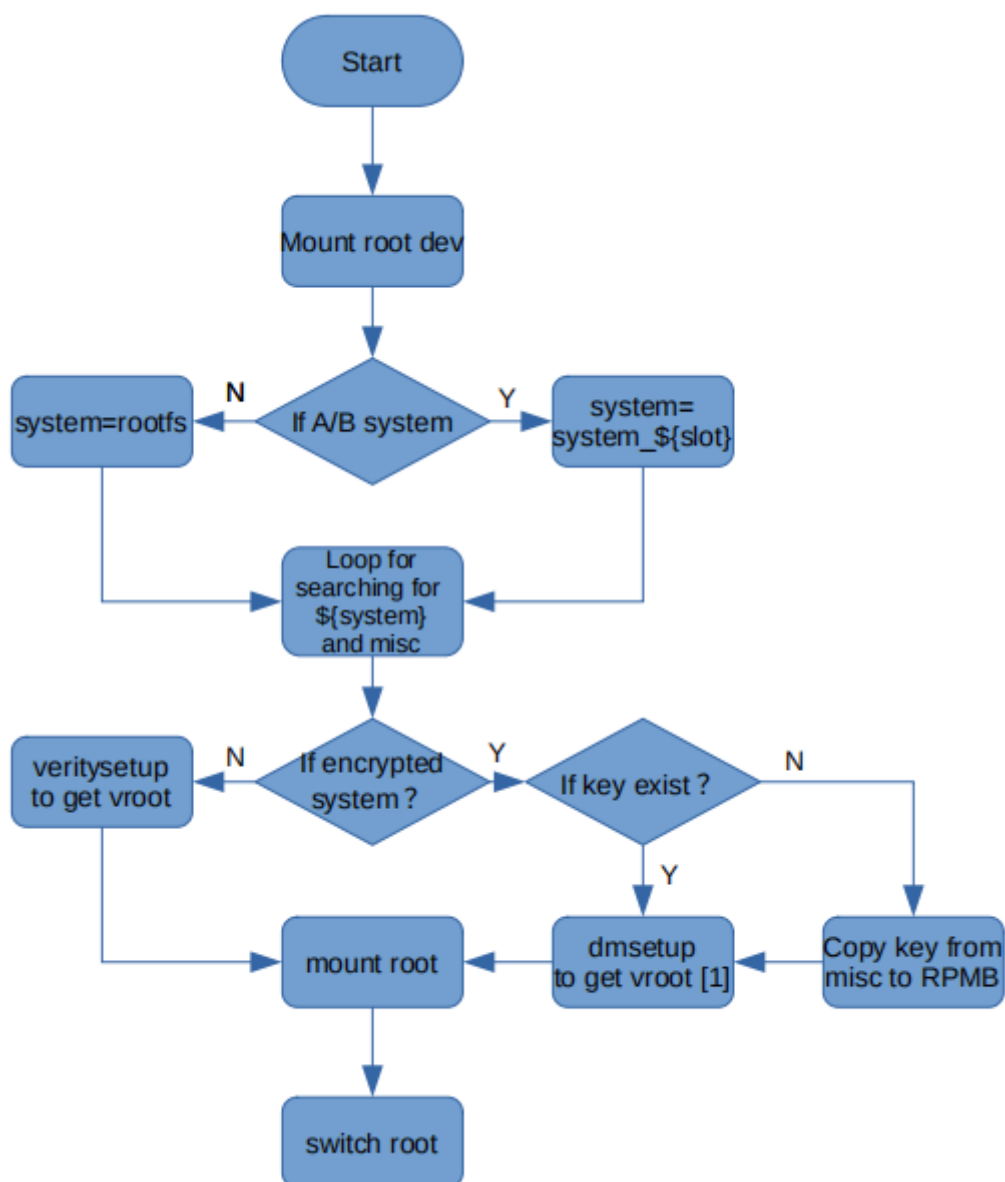 Start
Mount root dev
N
Y
system=rootfs
If A/B system
system=
system_${slot}
Loop for
searching for
${system}
and misc
N
Y
N
veritysetup
to get vroot
If encrypted
system？
If key exist？
Y
mount root
dmsetup
to get vroot [1]
Copy key from
misc to RPMB
switch root